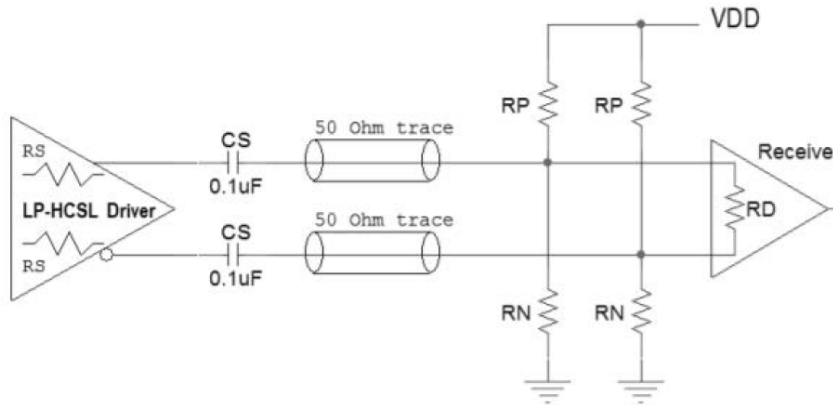 VDD
RP
RP
RS
CS
50 Ohm trace
Receive
0.1uF
LP-HCSL Driver
RD
CS
50 Ohm trace
RS
0.1uF
RN
RN